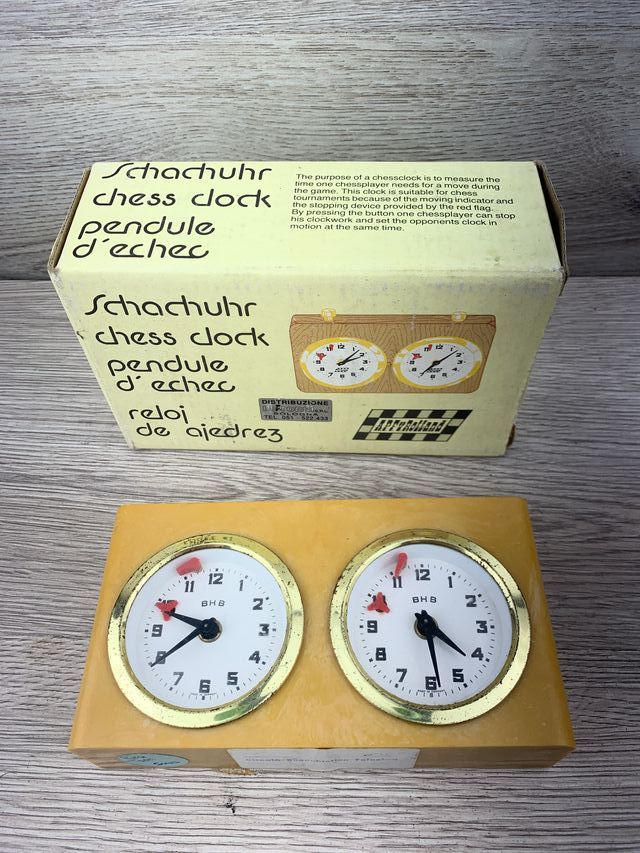 Schachuhr
chess clock
pendule
d'echec
The purpose of a chessclock is to measure the
time one chessplayer needs for a move during
the game. This clock is suitable for chess
tournaments because of the moving indicator and
the stopping device provided by the red flag.
By pressing the button one chessplayer can stop
his clockwork and set the opponents clock in
motion at the same time.
Schachuhr
chess clock
pendule
d'echec
reloj
de ajedrez
DISTRIBUZIONE
BOLOGNA
TEL. 051 - 522.433
11 12 1
2
3
4
5
6
7
8
9
BHB
11 12 1
2
3
4
5
6
7
8
9
BHB